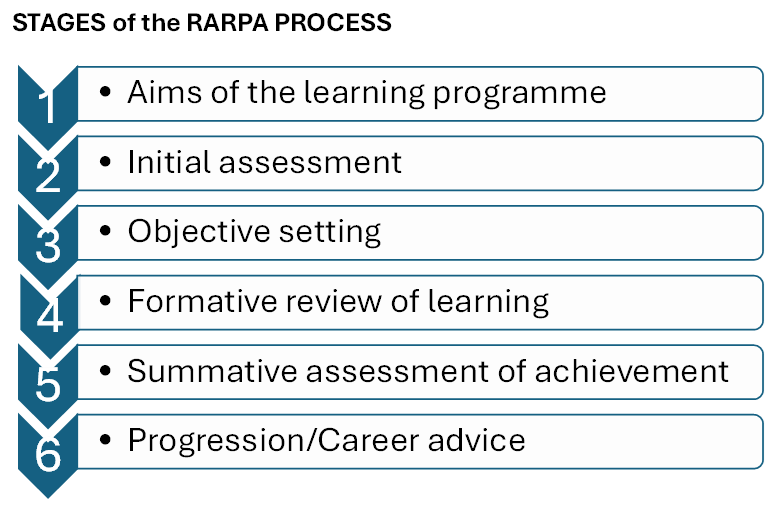 STAGES of the RARPA PROCESS
1 • Aims of the learning programme
2 • Initial assessment
3 • Objective setting
4 • Formative review of learning
5 • Summative assessment of achievement
6 • Progression/Career advice